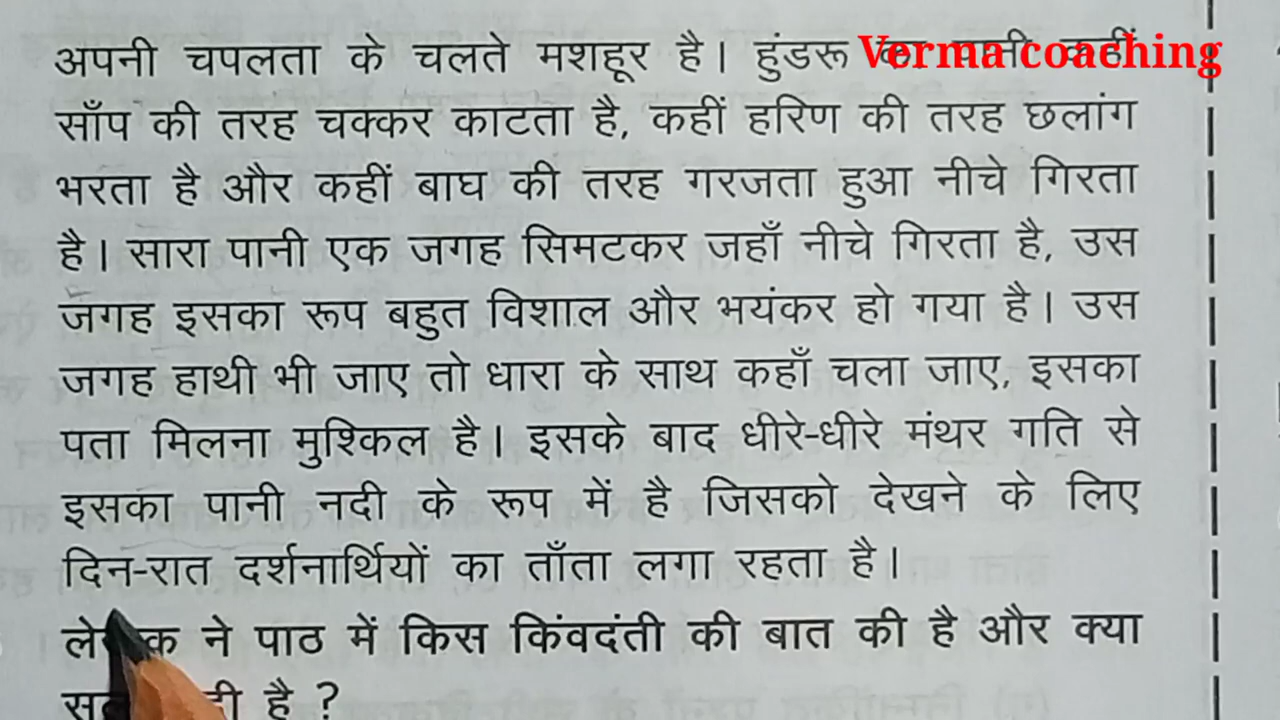 अपनी चपलता के चलते मशहूर है। हुंडरू
Verma coaching
साँप की तरह चक्कर काटता है, कहीं हरिण की तरह छलांग
भरता है और कहीं बाघ की तरह गरजता हुआ नीचे गिरता
है। सारा पानी एक जगह सिमटकर जहाँ नीचे गिरता है, उस
जगह इसका रूप बहुत विशाल और भयंकर हो गया है। उस
जगह हाथी भी जाए तो धारा के साथ कहाँ चला जाए, इसका
पता मिलना मुश्किल है। इसके बाद धीरे-धीरे मंथर गति से
इसका पानी नदी के रूप में है जिसको देखने के लिए
दिन-रात दर्शनार्थियों का ताँता लगा रहता है।
ने पाठ में किस किंवदंती की बात की है और क्या
है ?